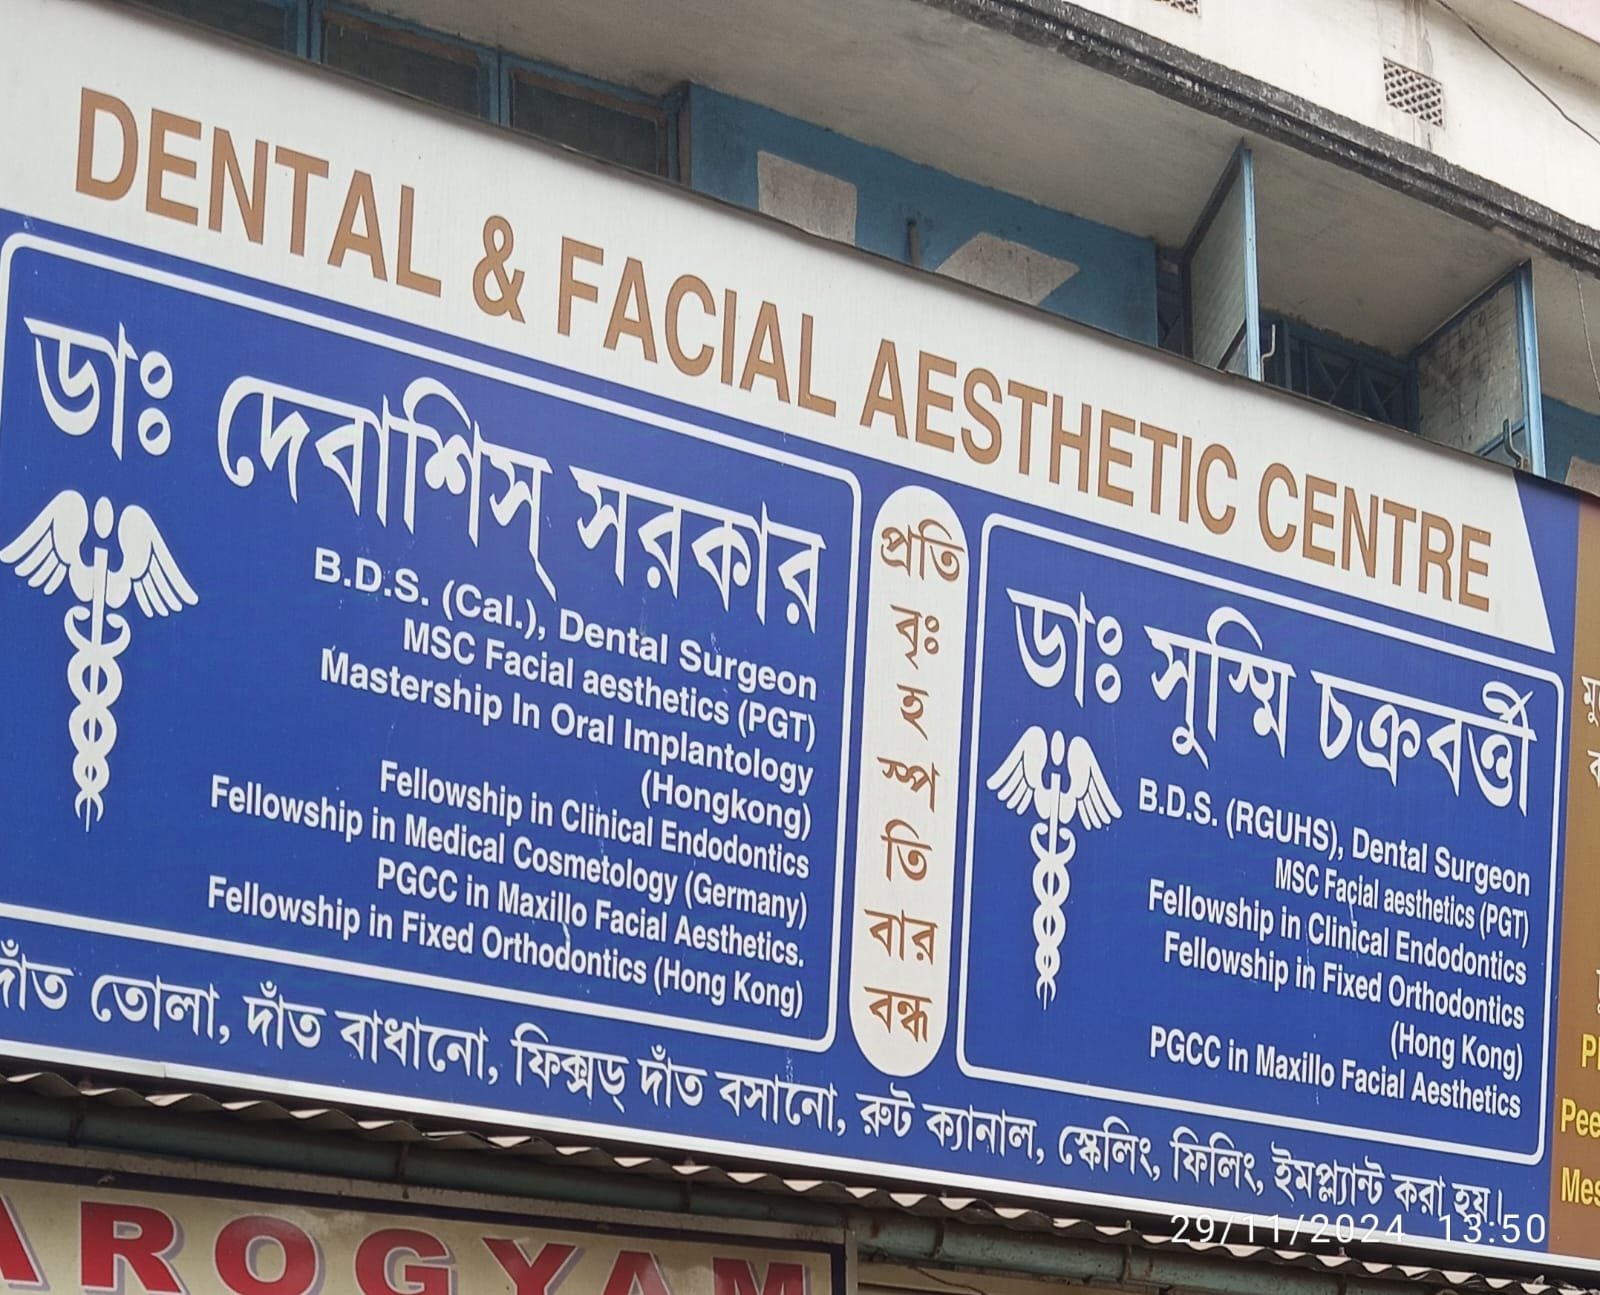 DENTAL & FACIAL AESTHETIC CENTRE
ডাঃ দেবাশিস্ সরকার
B.D.S. (Cal.), Dental Surgeon
MSC Facial aesthetics (PGT)
Mastership In Oral Implantology
(Hongkong)
Fellowship in Clinical Endodontics
Fellowship in Medical Cosmetology (Germany)
PGCC in Maxillo Facial Aesthetics.
Fellowship in Fixed Orthodontics (Hong Kong)
প্রতি
বৃঃ
হ
স্প
তি
বার
বন্ধ
ডাঃ সুস্মি চক্রবর্ত্তী
B.D.S. (RGUHS), Dental Surgeon
MSC Facial aesthetics (PGT)
Fellowship in Clinical Endodontics
Fellowship in Fixed Orthodontics
(Hong Kong)
PGCC in Maxillo Facial Aesthetics
দাঁত তোলা, দাঁত বাধানো, ফিক্সড্ দাঁত বসানো, রুট ক্যানাল, স্কেলিং, ফিলিং, ইমপ্ল্যান্ট করা হয়।
Pee
Mes
AROGYAM
29/11/2024 13:50